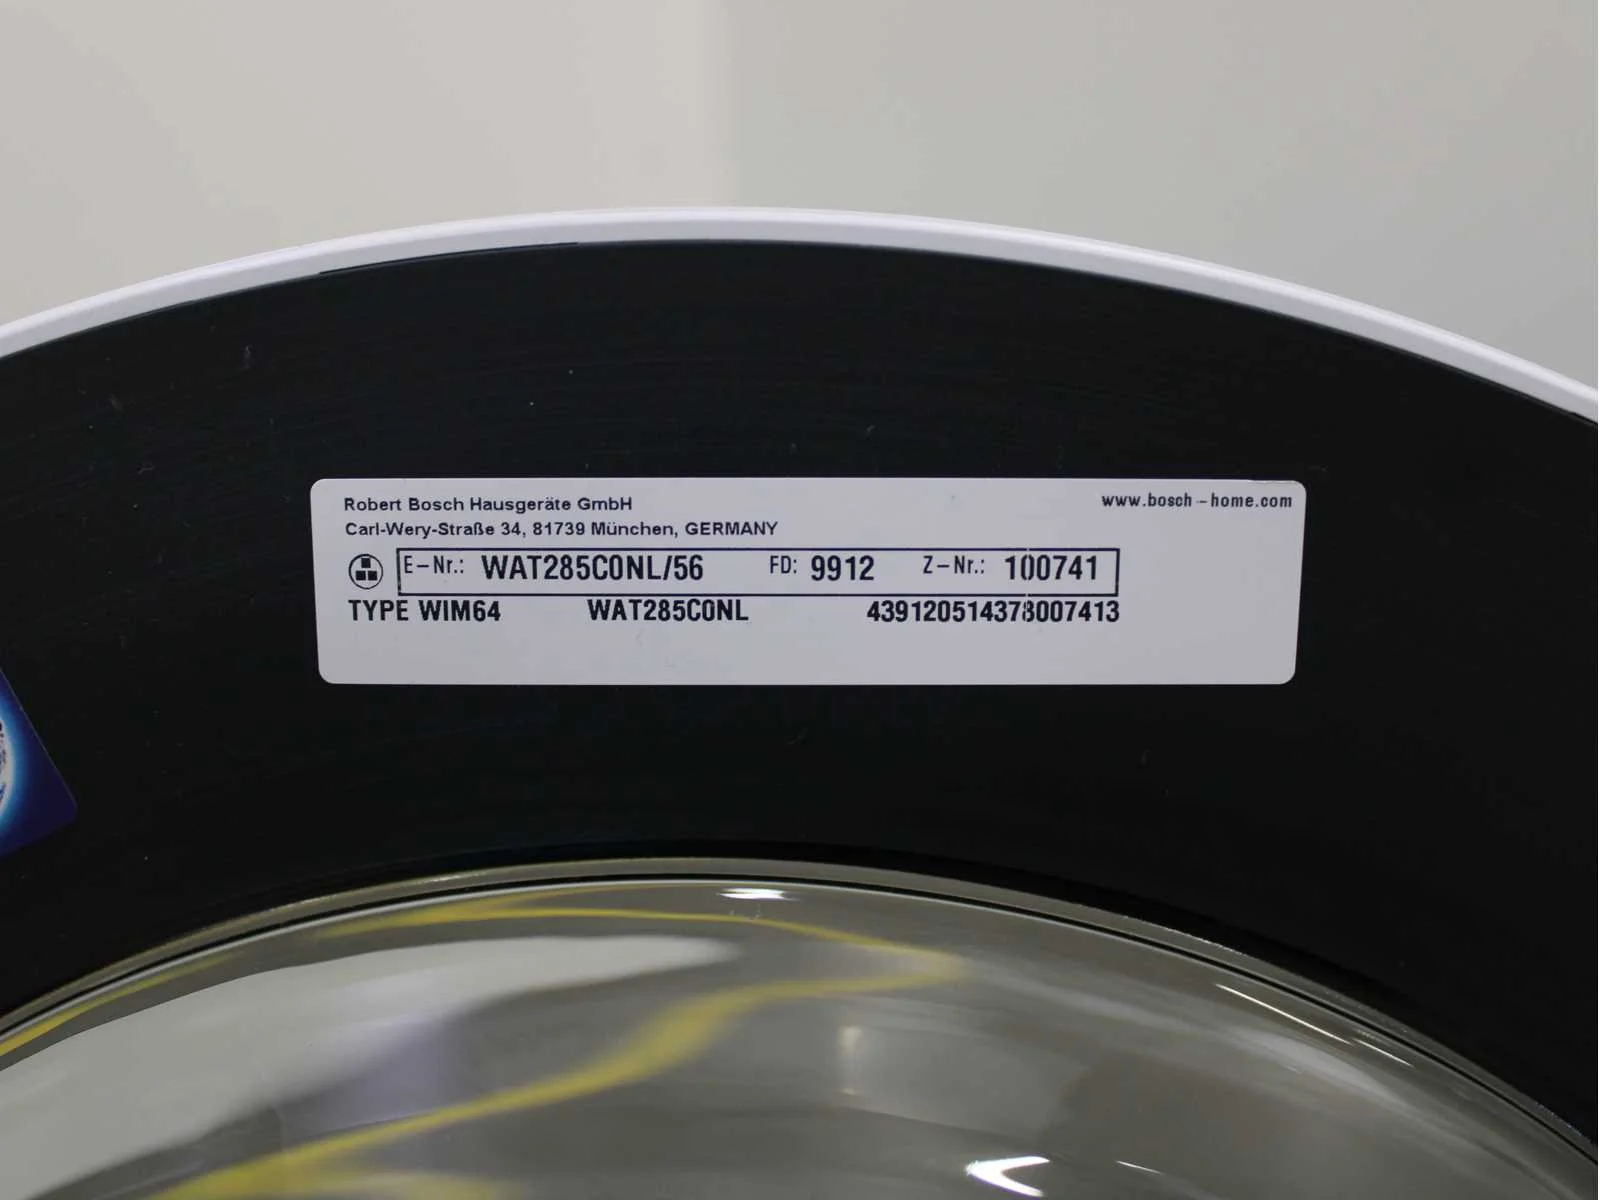 Robert Bosch Hausgeräte GmbH
www.bosch-home.com
Carl-Wery-Straße 34, 81739 München, GERMANY
E-Nr.: WAT285C0NL/56 FD: 9912 Z-Nr.: 100741
TYPE WIM64 WAT285C0NL 439120514378007413